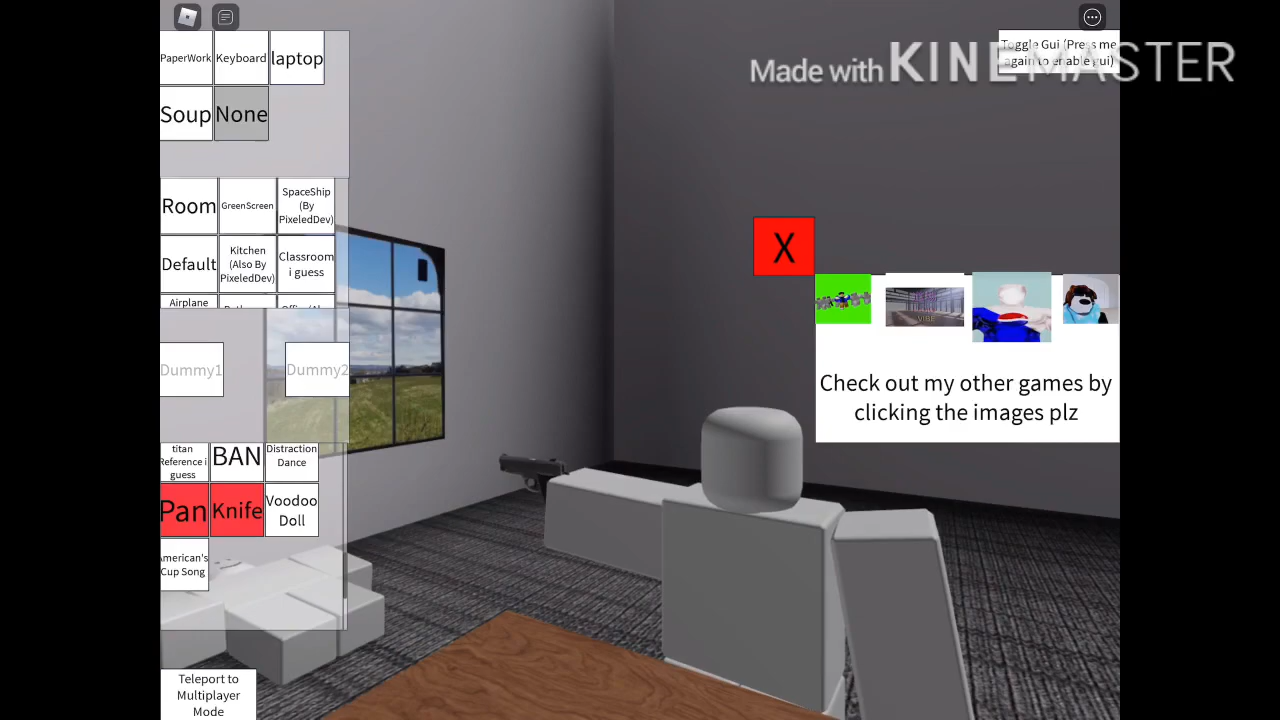 PaperWork Keyboard laptop
Soup None
Room GreenScreen SpaceShip
(By
PixeledDev)
Default Kitchen
(Also By
PixeledDev) Classroom
i guess
Airplane
Dummy1 Dummy2
titan
Reference i
guess BAN Distraction
Dance
Pan Knife Voodoo
Doll
American's
Cup Song
Teleport to
Multiplayer
Mode
Toggle Gui (Press me
again to enable gui)
Made with KINEMASTER
X
VIBE
Check out my other games by
clicking the images plz